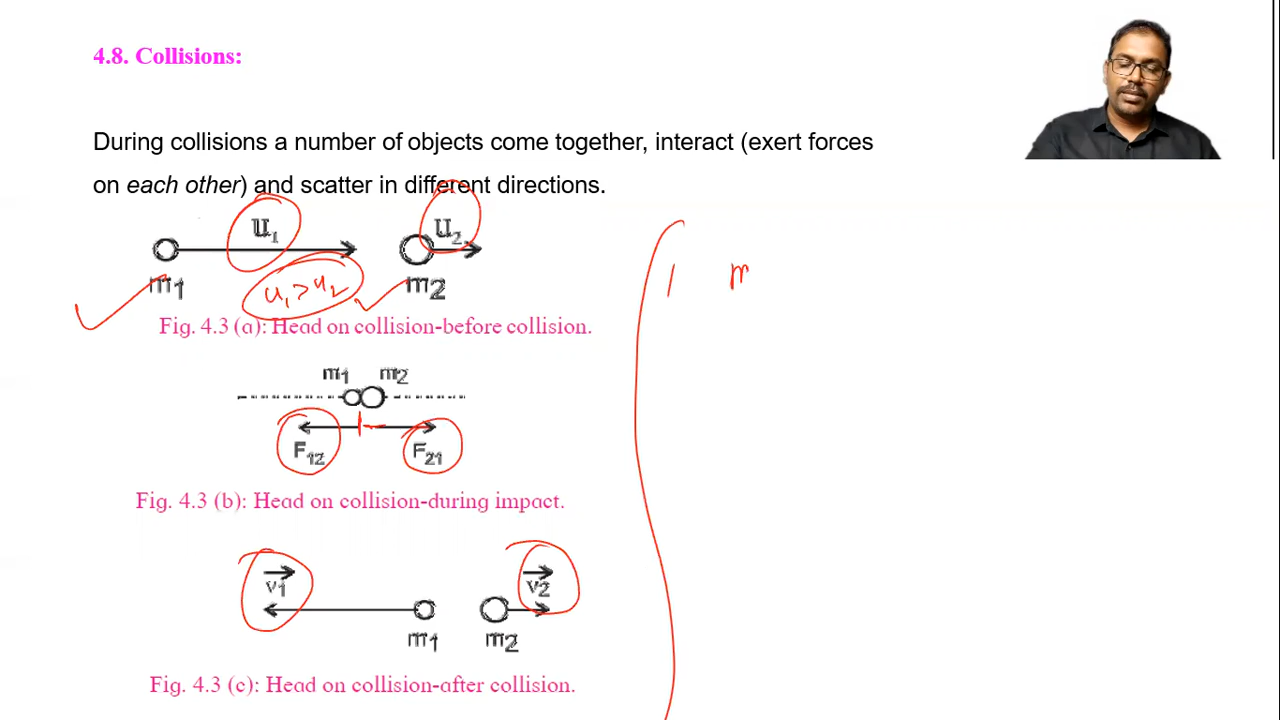 4.8. Collisions:
During collisions a number of objects come together, interact (exert forces
on each other) and scatter in different directions.
u₁ u₂
m1 u₁>u₂ m2
Fig. 4.3 (a): Head on collision-before collision.
m1 m2
F12 F21
Fig. 4.3 (b): Head on collision-during impact.
v1 v2
m1 m2
Fig. 4.3 (c): Head on collision-after collision.